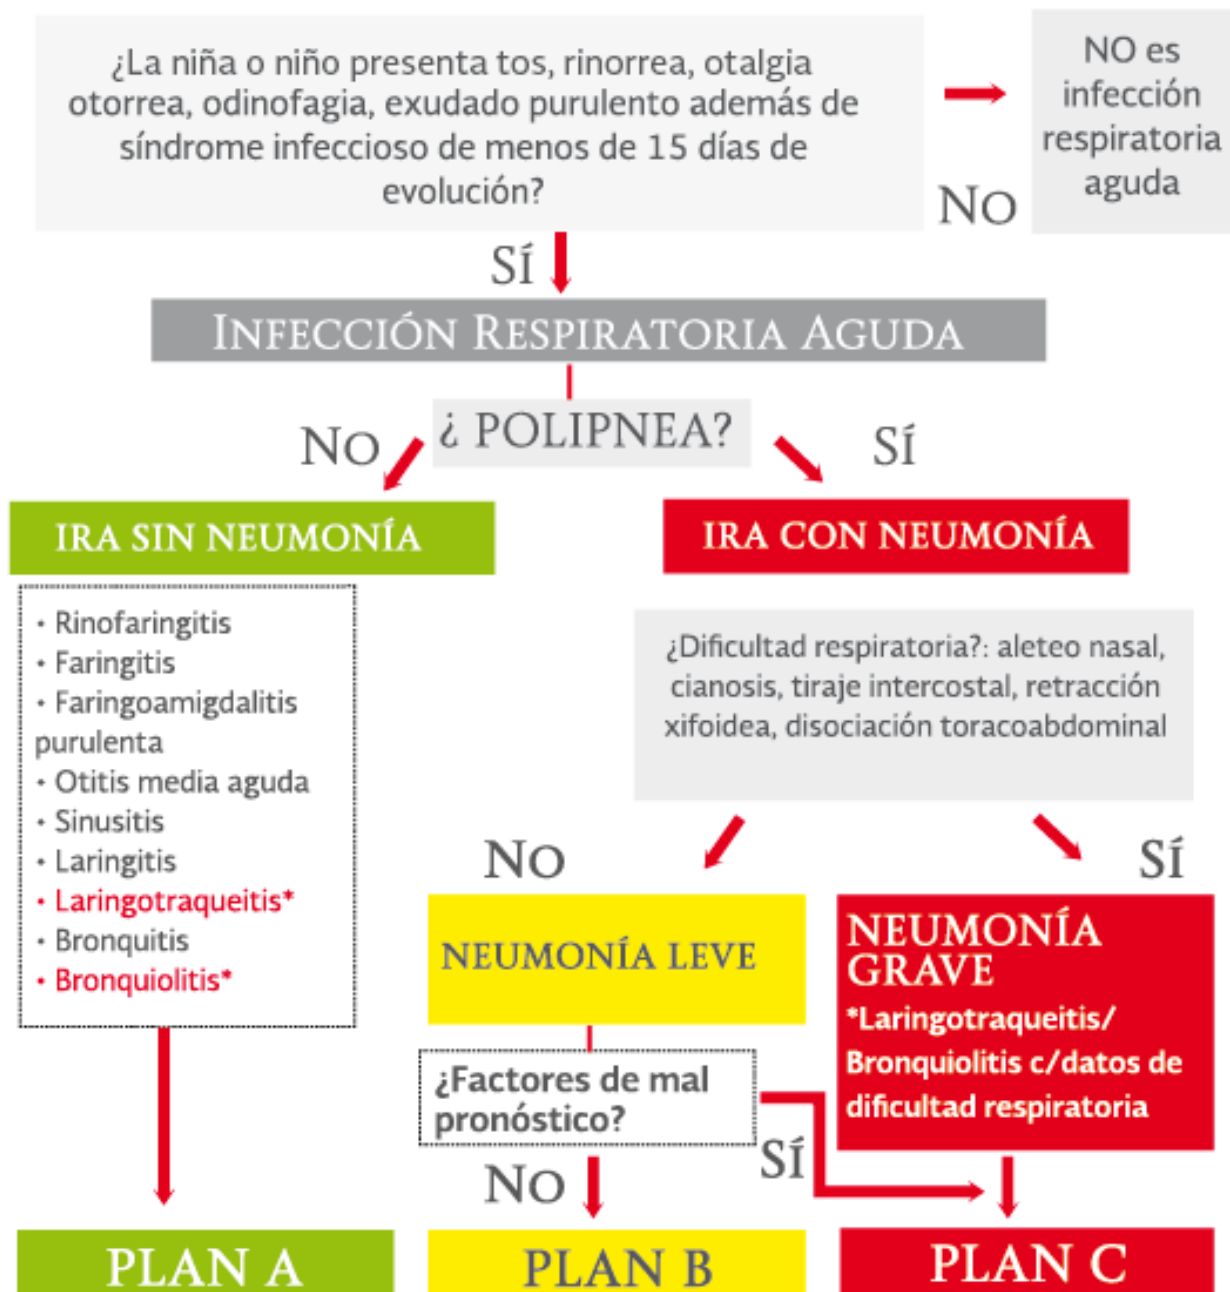 ¿La niña o niño presenta tos, rinorrea, otalgia
otorrea, odinofagia, exudado purulento además de
síndrome infeccioso de menos de 15 días de
evolución?
NO es
infección
respiratoria
aguda
No
Sí
Infección Respiratoria Aguda
¿ POLIPNEA?
No
Sí
IRA SIN NEUMONÍA
IRA CON NEUMONÍA
• Rinofaringitis
• Faringitis
• Faringoamigdalitis
purulenta
• Otitis media aguda
• Sinusitis
• Laringitis
• Laringotraqueitis*
• Bronquitis
• Bronquiolitis*
¿Dificultad respiratoria?: aleteo nasal,
cianosis, tiraje intercostal, retracción
xifoidea, disociación toracoabdominal
No
Sí
NEUMONÍA LEVE
NEUMONÍA
GRAVE
*Laringotraqueitis/
Bronquiolitis c/datos de
dificultad respiratoria
¿Factores de mal
pronóstico?
No
Sí
PLAN A
PLAN B
PLAN C